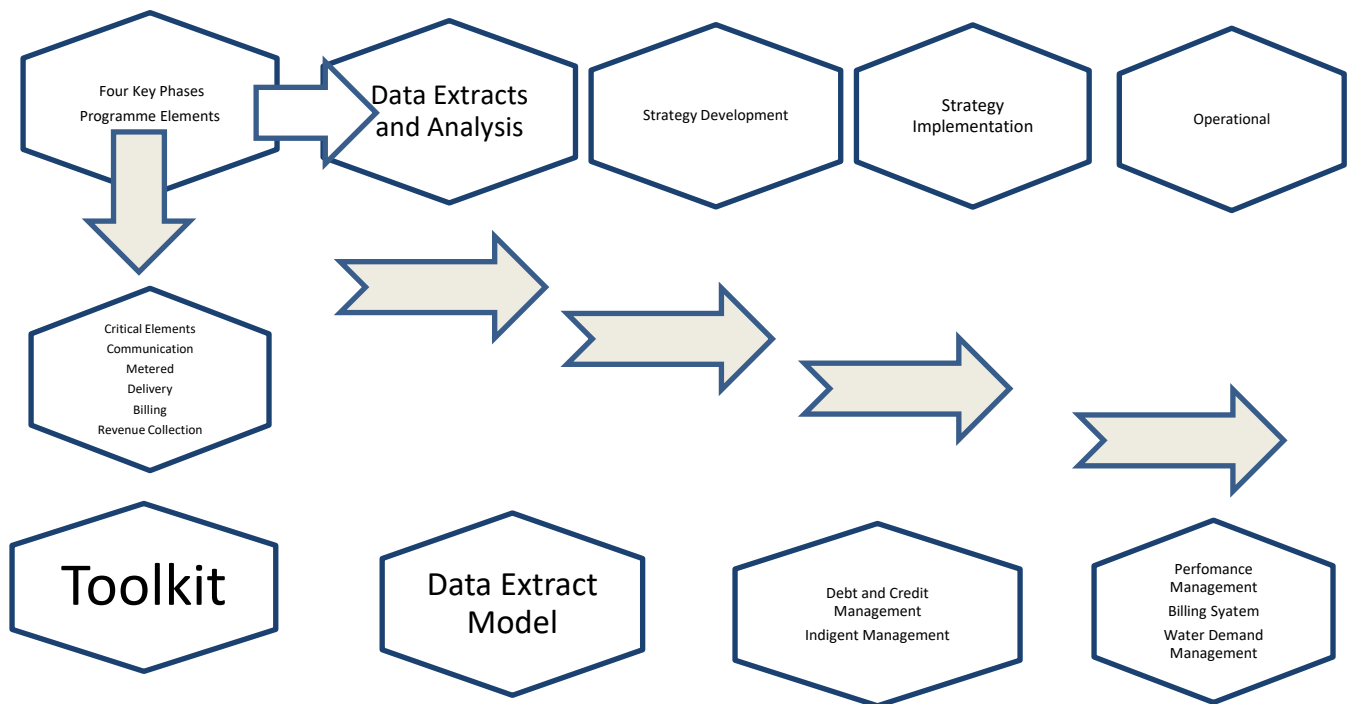 Four Key Phases
Programme Elements
Data Extracts
and Analysis
Strategy Development
Strategy
Implementation
Operational
Critical Elements
Communication
Metered
Delivery
Billing
Revenue Collection
Toolkit
Data Extract
Model
Debt and Credit
Management
Indigent Management
Perfomance
Management
Billing Syatem
Water Demand
Management